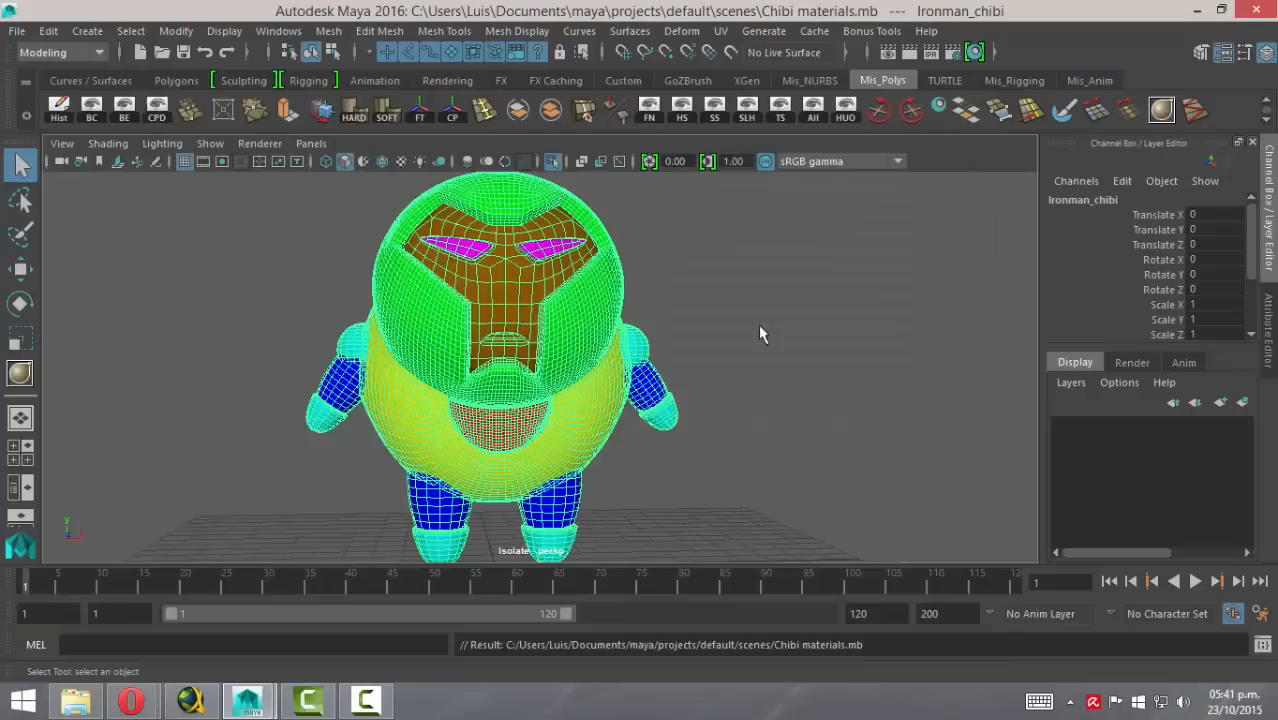 Autodesk Maya 2016: C:\Users\Luis\Documents\maya\projects\default\scenes\Chibi materials.mb --- Ironman_chibi
File Edit Create Select Modify Display Windows Mesh Edit Mesh Mesh Tools Mesh Display Curves Surfaces Deform UV Generate Cache Bonus Tools Help
Modeling No Live Surface
Curves / Surfaces Polygons Sculpting Rigging Animation Rendering FX FX Caching Custom GoZBrush XGen Mis_NURBS Mis_Polys TURTLE Mis_Rigging Mis_Anim
Hist BC BE CPD HARD SOFT FT CP FN HS SS SLH TS All HUO
View Shading Lighting Show Renderer Panels
0.00 1.00 sRGB gamma
Channel Box / Layer Editor
Channels Edit Object Show
Ironman_chibi
Translate X 0
Translate Y 0
Translate Z 0
Rotate X 0
Rotate Y 0
Rotate Z 0
Scale X 1
Scale Y 1
Scale Z 1
Display Render Anim
Layers Options Help
Channel Box / Layer Editor
Attribute Editor
y
Isolate : persp
1 5 10 15 20 25 30 35 40 45 50 55 60 65 70 75 80 85 90 95 100 105 110 115 12
1
1 1 1 120 120 200 No Anim Layer No Character Set
MEL // Result: C:/Users/Luis/Documents/maya/projects/default/scenes/Chibi materials.mb
Select Tool: select an object
MAYA
05:41 p.m.
23/10/2015